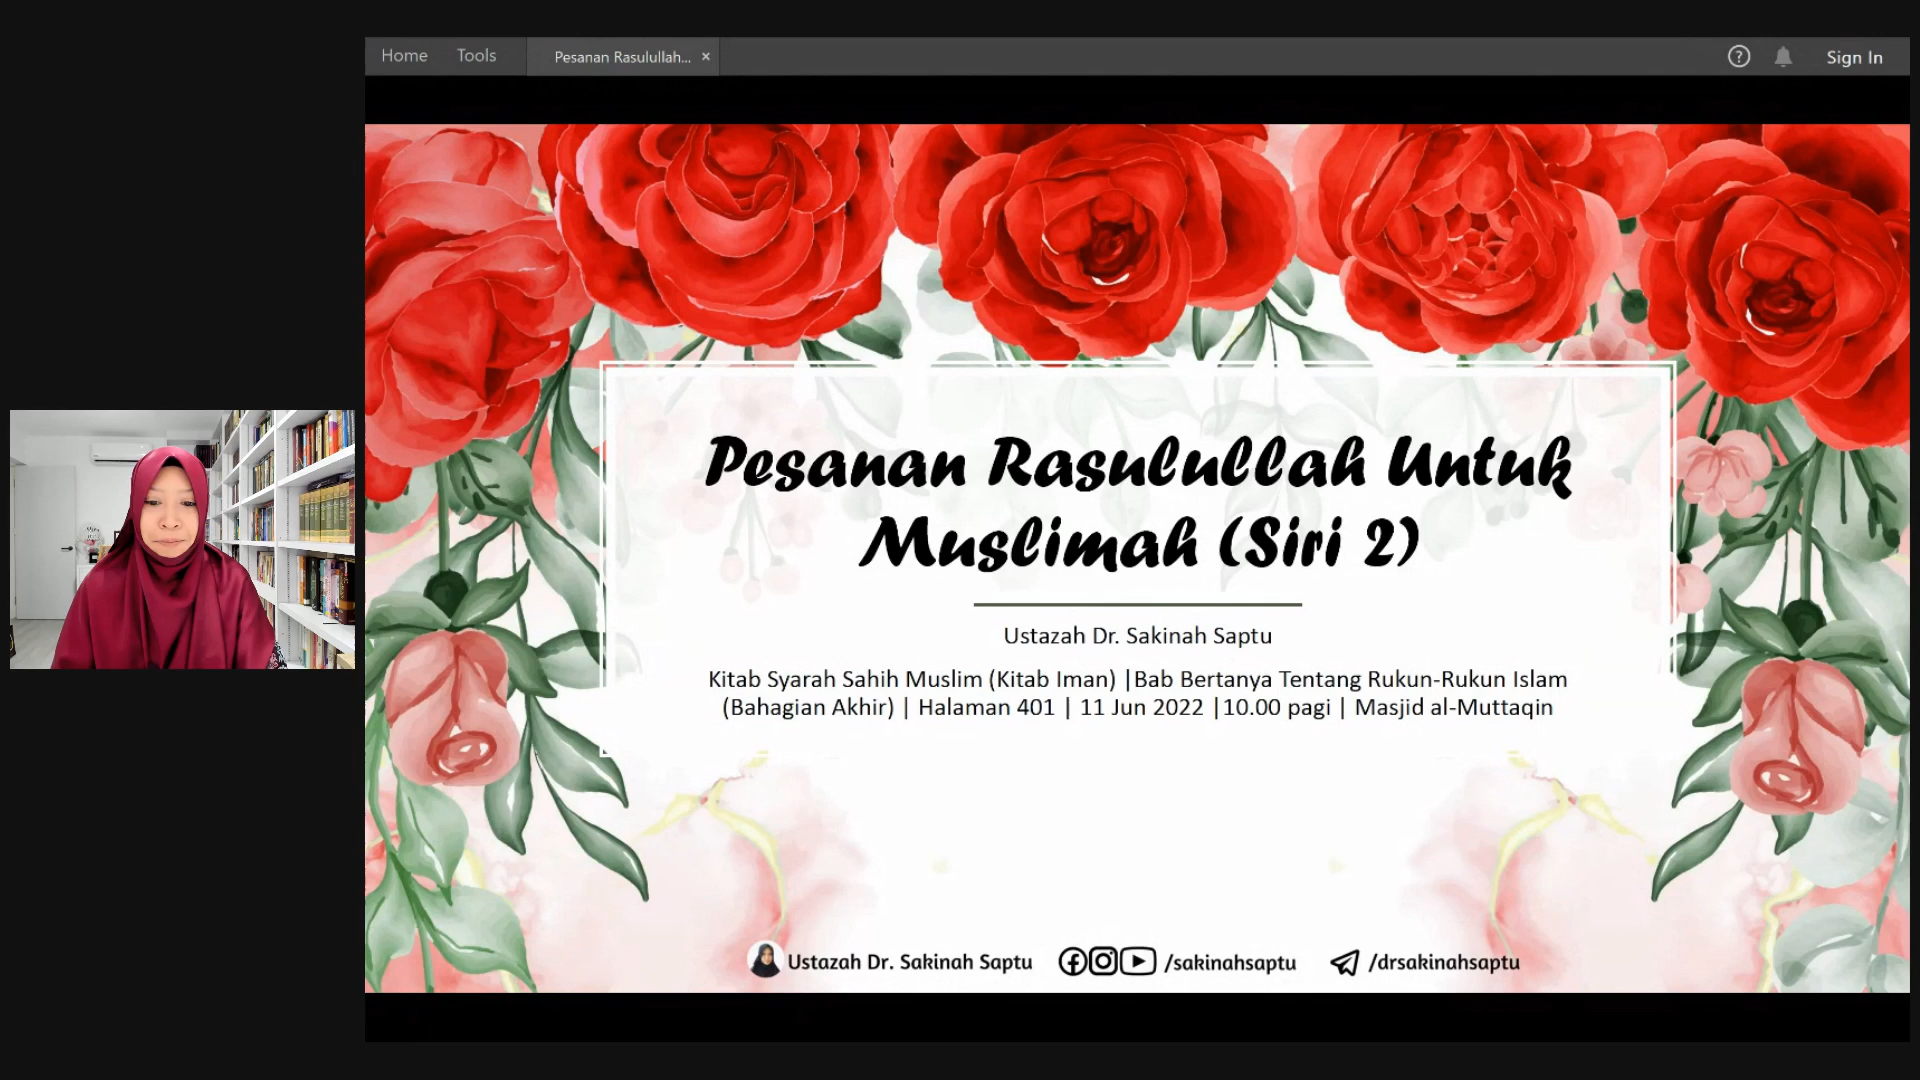 Home Tools Pesanan Rasulullah... × ? Sign In
Pesanan Rasulullah Untuk
Muslimah (Siri 2)
Ustazah Dr. Sakinah Saptu
Kitab Syarah Sahih Muslim (Kitab Iman) |Bab Bertanya Tentang Rukun-Rukun Islam
(Bahagian Akhir) | Halaman 401 | 11 Jun 2022 |10.00 pagi | Masjid al-Muttaqin
Ustazah Dr. Sakinah Saptu /sakinahsaptu /drsakinahsaptu